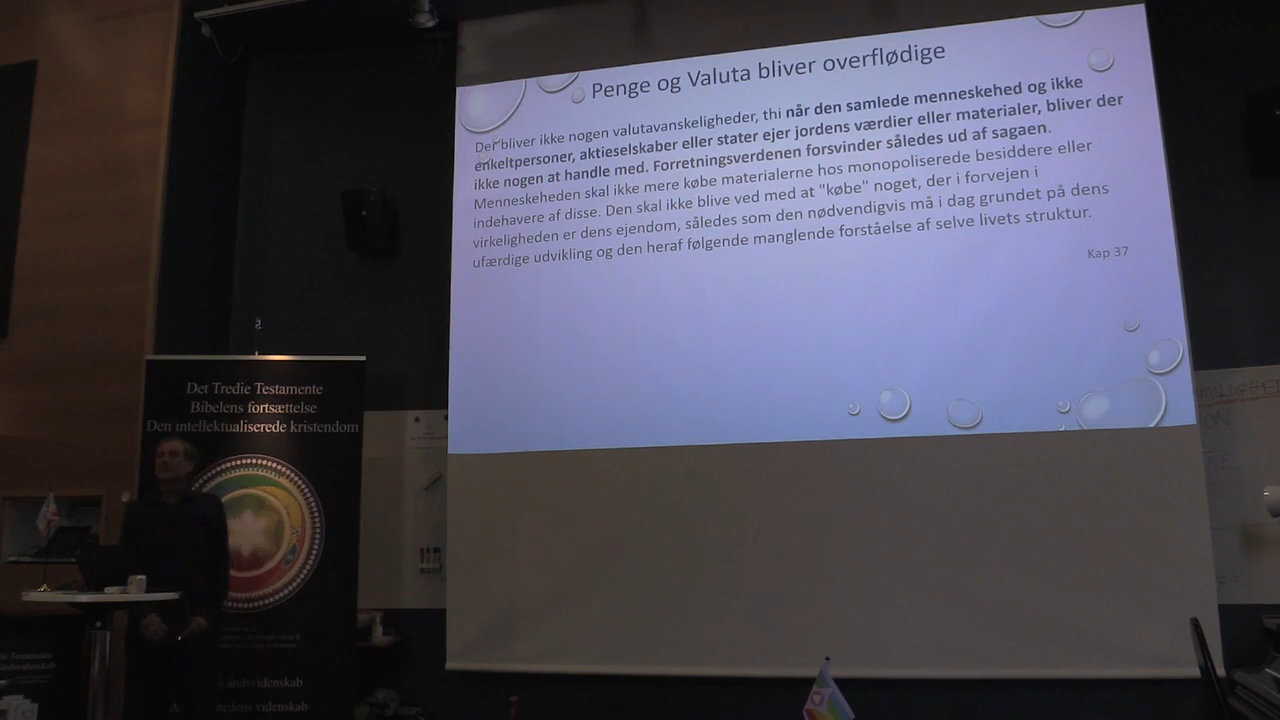 Penge og Valuta bliver overflødige
Der bliver ikke nogen valutavanskeligheder, thi når den samlede menneskehed og ikke
enkeltpersoner, aktieselskaber eller stater ejer jordens værdier eller materialer, bliver der
ikke nogen at handle med. Forretningsverdenen forsvinder således ud af sagaen.
Menneskeheden skal ikke mere købe materialerne hos monopoliserede besiddere eller
indehavere af disse. Den skal ikke blive ved med at "købe" noget, der i forvejen i
virkeligheden er dens ejendom, således som den nødvendigvis må i dag grundet på dens
ufærdige udvikling og den heraf følgende manglende forståelse af selve livets struktur.
Kap 37
Det Tredie Testamente
Bibelens fortsættelse
Den intellektualiserede kristendom
åndsvidenskab
videnskab
Testamente
åndsvidenskab